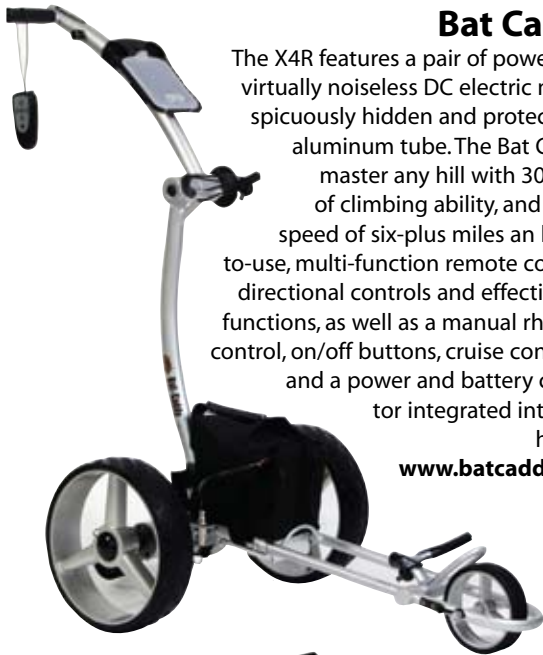 Bat Ca
The X4R features a pair of powe
virtually noiseless DC electric
spicuously hidden and protec
aluminum tube. The Bat C
master any hill with 30
of climbing ability, and
speed of six-plus miles an
to-use, multi-function remote co
directional controls and effecti
functions, as well as a manual rh
control, on/off buttons, cruise con
and a power and battery
tor integrated int
h
www.batcadd
Bat Caddy